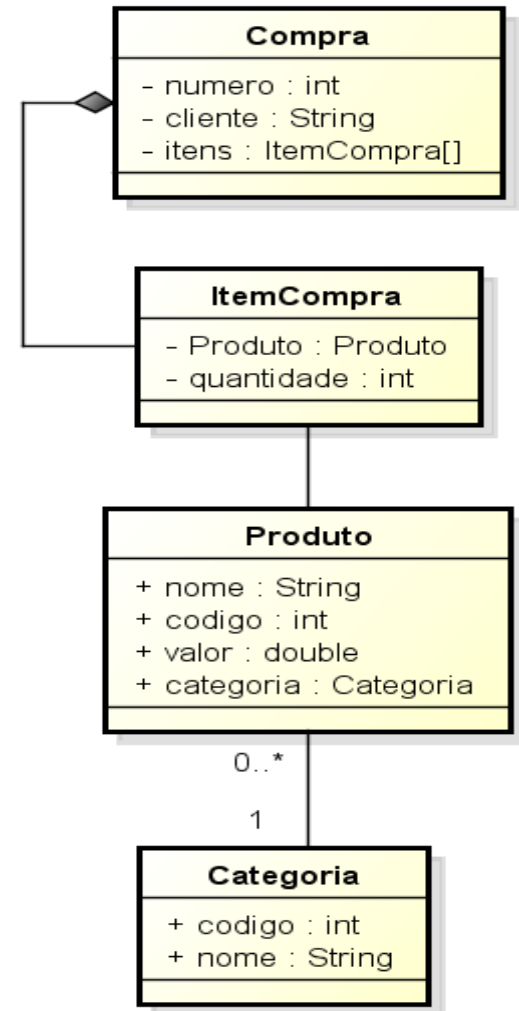 Compra
- numero : int
- cliente : String
- itens : ItemCompra[]
ItemCompra
- Produto : Produto
- quantidade : int
Produto
+ nome : String
+ codigo : int
+ valor : double
+ categoria : Categoria
0..*
1
Categoria
+ codigo : int
+ nome : String